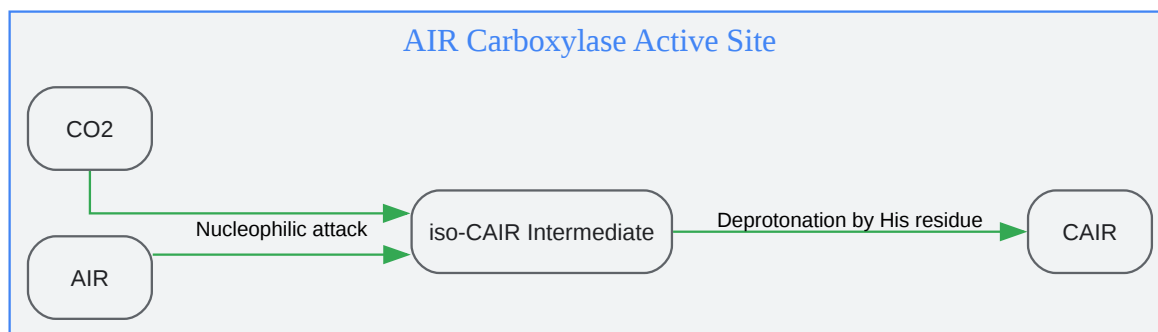 AIR Carboxylase Active Site
CO2
Nucleophilic attack
AIR
iso-CAIR Intermediate
Deprotonation by His residue
CAIR